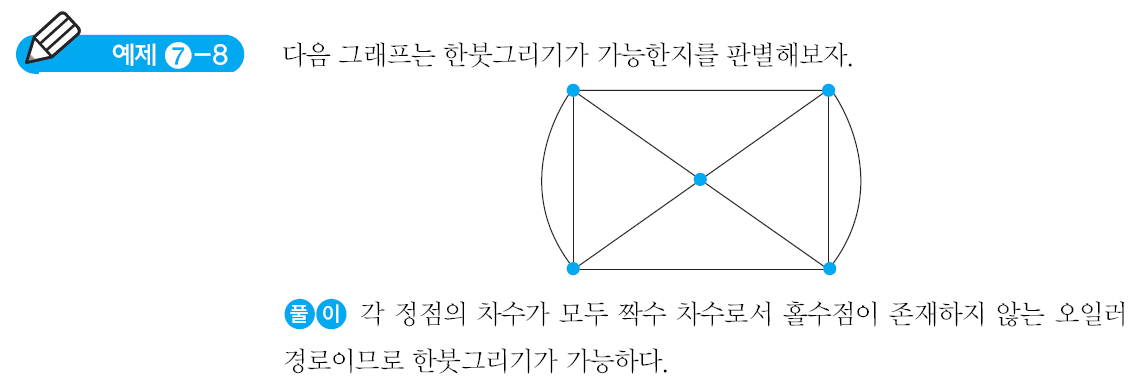 예제 7-8
다음 그래프는 한붓그리기가 가능한지를 판별해보자.
풀이 각 정점의 차수가 모두 짝수 차수로서 홀수점이 존재하지 않는 오일러
경로이므로 한붓그리기가 가능하다.